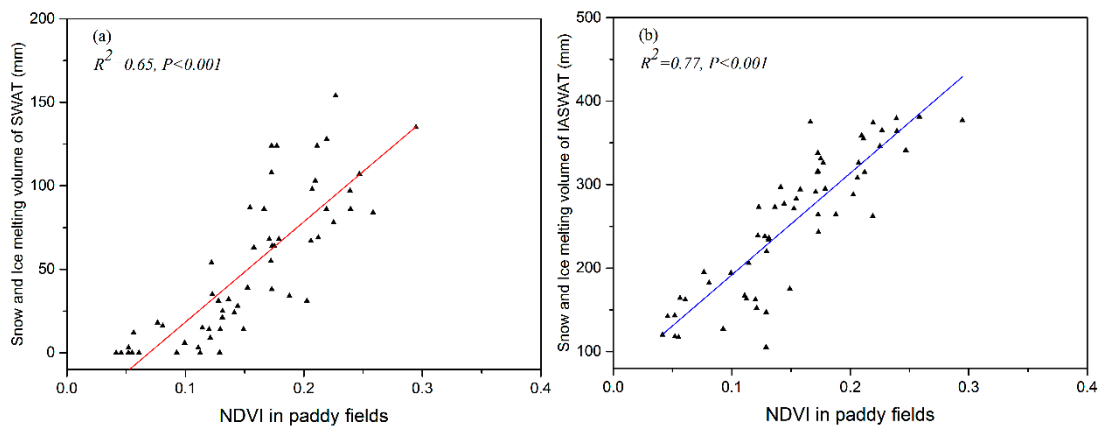 (a)
R² =0.65, P<0.001
200
150
100
50
0
0.0 0.1 0.2 0.3 0.4
Snow and Ice melting volume of SWAT (mm)
NDVI in paddy fields
(b)
R²=0.77, P<0.001
500
400
300
200
100
0.0 0.1 0.2 0.3 0.4
Snow and Ice melting volume of IASWAT (mm)
NDVI in paddy fields